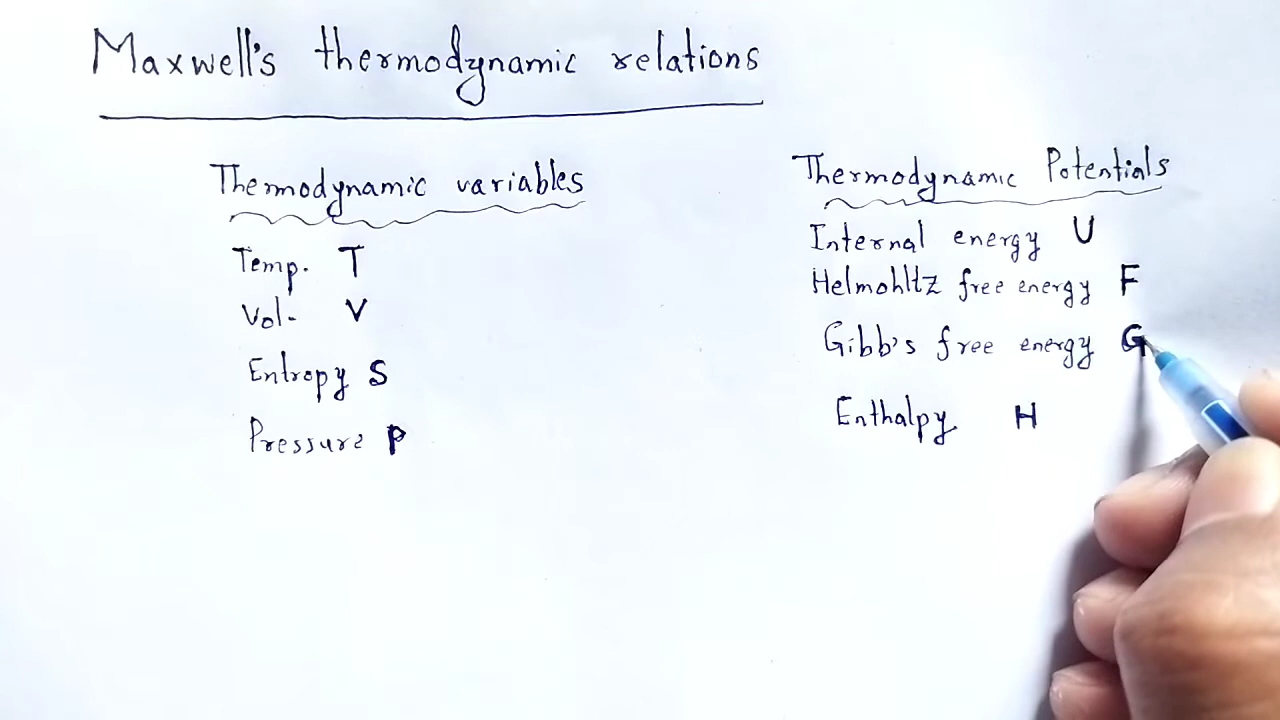 Maxwell's thermodynamic relations
Thermodynamic variables
Temp. T
Vol. V
Entropy S
Pressure P
Thermodynamic Potentials
Internal energy U
Helmohltz free energy F
Gibb's free energy G
Enthalpy H